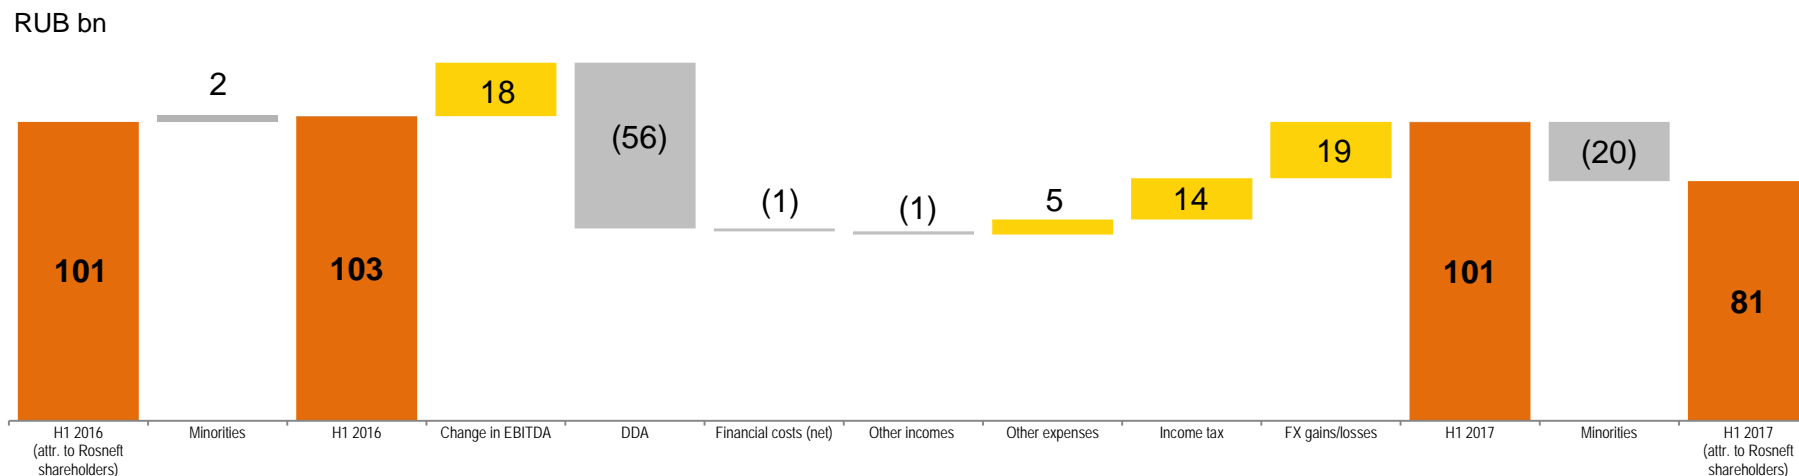 RUB bn
2
18
(56)
(1)
(1)
5
14
19
(20)
101
103
101
81
H1 2016
(attr. to Rosneft
shareholders)
Minorities
H1 2016
Change in EBITDA
DDA
Financial costs (net)
Other incomes
Other expenses
Income tax
FX gains/losses
H1 2017
Minorities
H1 2017
(attr. to Rosneft
shareholders)